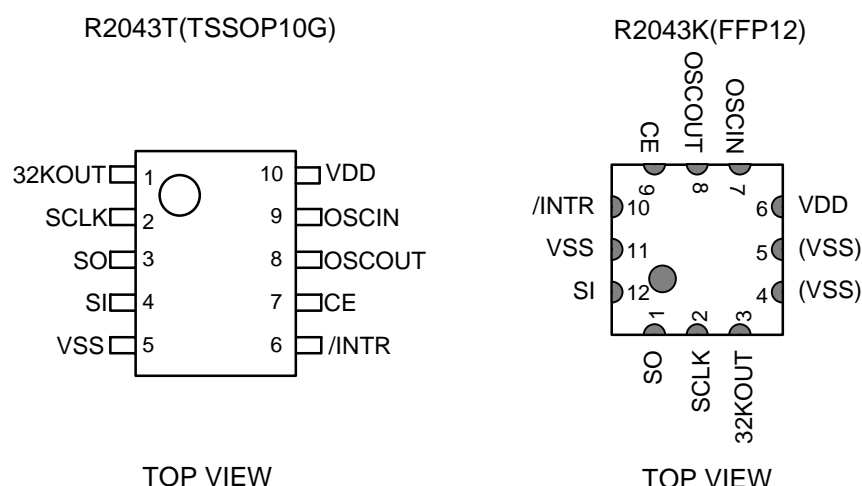 R2043T(TSSOP10G)
32KOUT 1 10 VDD
SCLK 2 9 OSCIN
SO 3 8 OSCOUT
SI 4 7 CE
VSS 5 6 /INTR
TOP VIEW
R2043K(FFP12)
CE OSCOUT OSCIN
9 8 7
/INTR 10 6 VDD
VSS 11 5 (VSS)
SI 12 4 (VSS)
1 2 3
SO SCLK 32KOUT
TOP VIEW